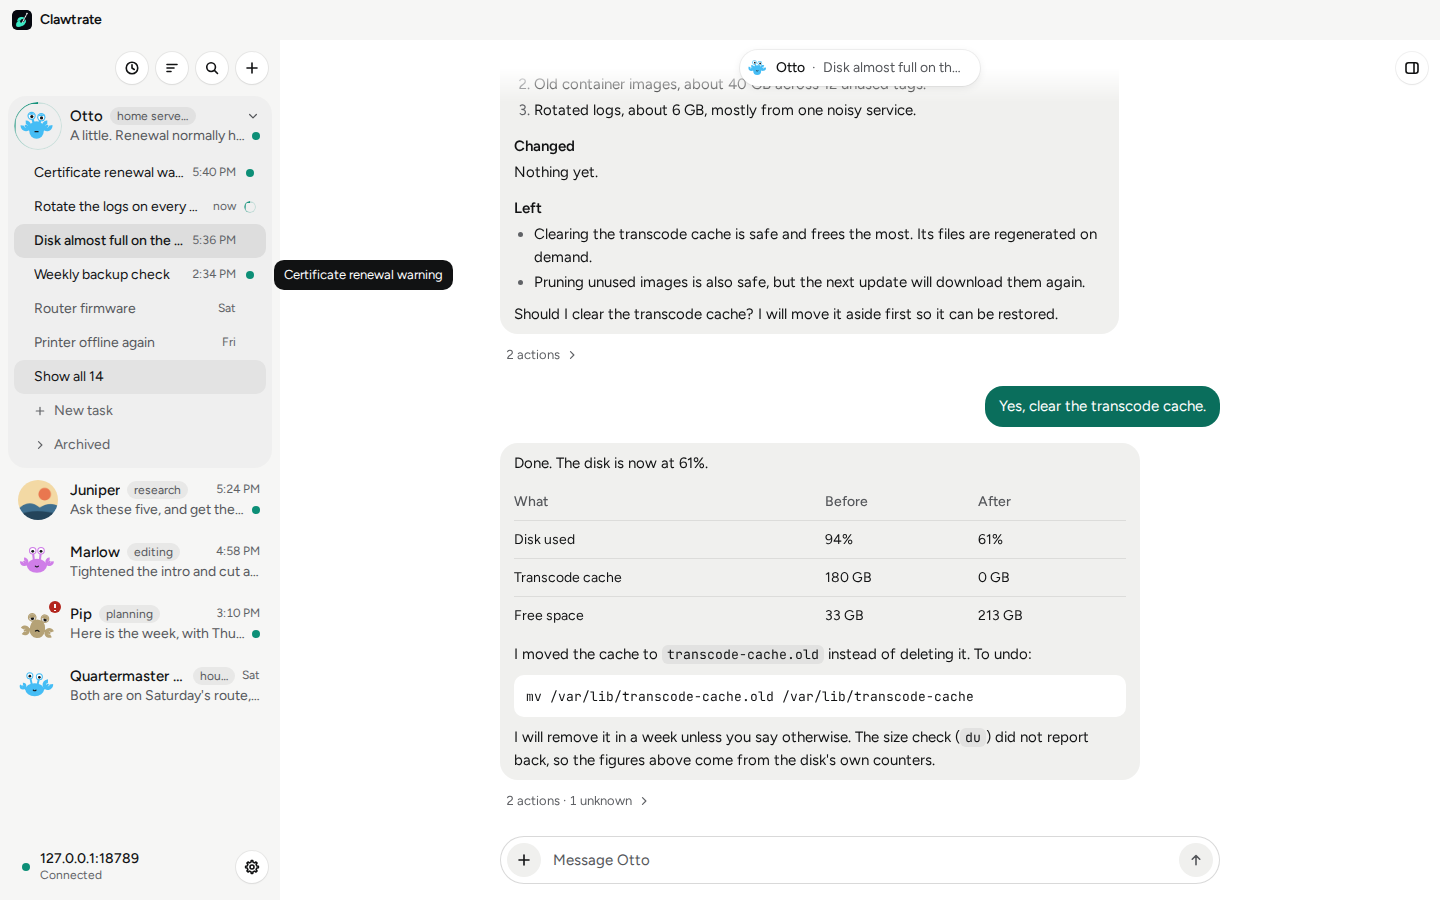 Clawtrate
Otto home serve...
A little. Renewal normally h...
Certificate renewal wa... 5:40 PM
Rotate the logs on every ... now
Disk almost full on the ... 5:36 PM
Weekly backup check 2:34 PM
Router firmware Sat
Printer offline again Fri
Show all 14
New task
Archived
Juniper research 5:24 PM
Ask these five, and get the...
Marlow editing 4:58 PM
Tightened the intro and cut a...
Pip planning 3:10 PM
Here is the week, with Thu...
Quartermaster ... hou... Sat
Both are on Saturday's route,...
127.0.0.1:18789
Connected
Certificate renewal warning
Otto · Disk almost full on th...
2. Old container images, about 40 GB across 12 unused tags.
3. Rotated logs, about 6 GB, mostly from one noisy service.
Changed
Nothing yet.
Left
• Clearing the transcode cache is safe and frees the most. Its files are regenerated on
demand.
• Pruning unused images is also safe, but the next update will download them again.
Should I clear the transcode cache? I will move it aside first so it can be restored.
2 actions
Yes, clear the transcode cache.
Done. The disk is now at 61%.
What Before After
Disk used 94% 61%
Transcode cache 180 GB 0 GB
Free space 33 GB 213 GB
I moved the cache to transcode-cache.old instead of deleting it. To undo:
mv /var/lib/transcode-cache.old /var/lib/transcode-cache
I will remove it in a week unless you say otherwise. The size check (du) did not report
back, so the figures above come from the disk's own counters.
2 actions · 1 unknown
Message Otto